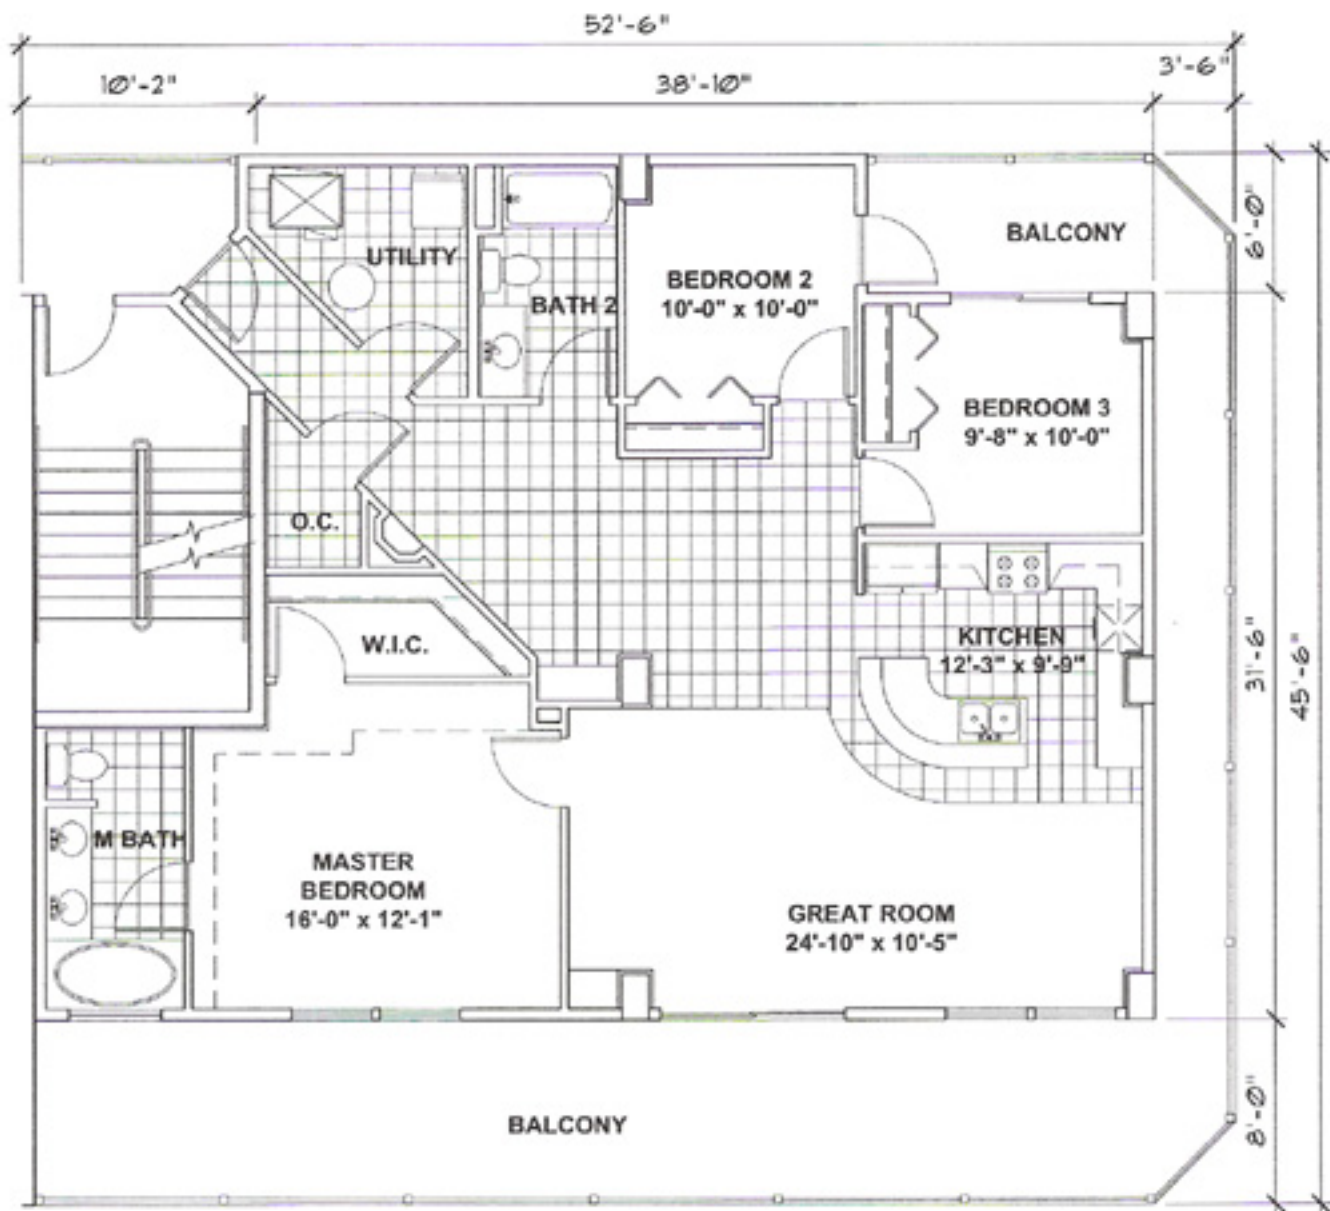 52'-6"
3'-6"
10'-2"
38'-10"
UTILITY
BATH 2
BEDROOM 2
10'-0" x 10'-0"
BALCONY
6'-0"
BEDROOM 3
9'-8" x 10'-0"
O.C.
W.I.C.
KITCHEN
12'-3" x 9'-9"
31'-6"
45'-6"
M BATH
MASTER
BEDROOM
16'-0" x 12'-1"
GREAT ROOM
24'-10" x 10'-5"
BALCONY
8'-0"